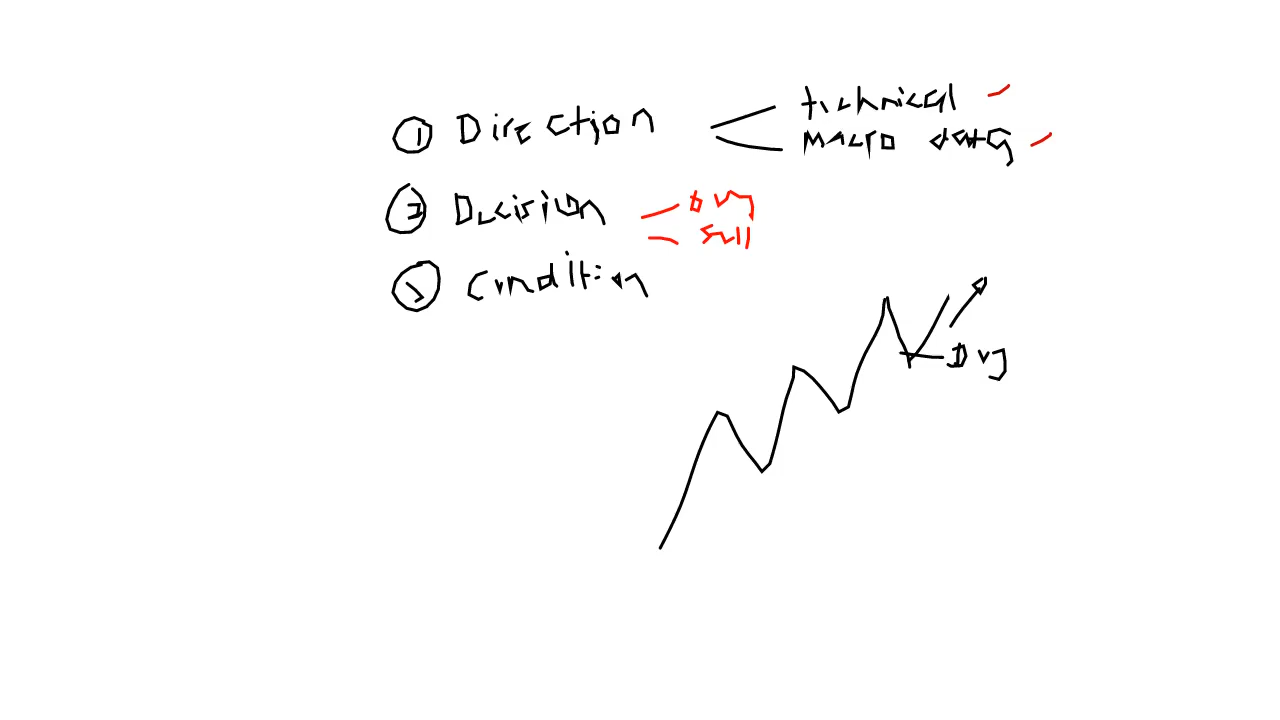 ① Direction
technical
macro data
② Decision
buy
sell
③ Condition
Buy